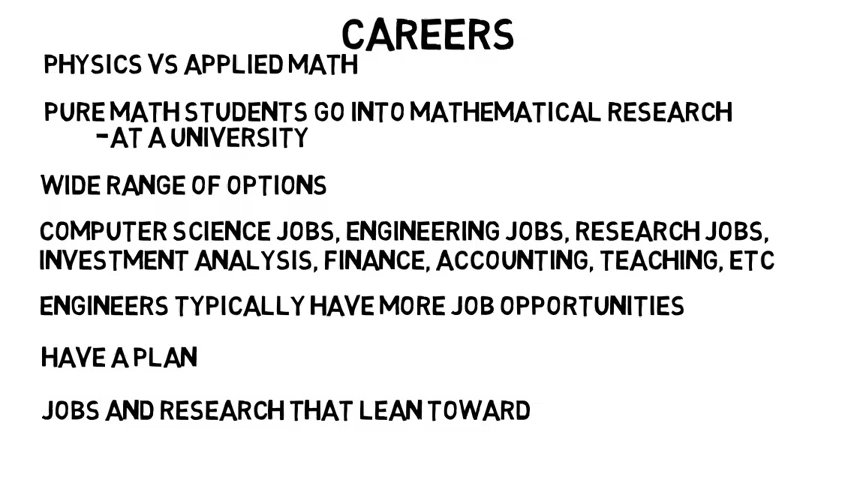 CAREERS
PHYSICS VS APPLIED MATH
PURE MATH STUDENTS GO INTO MATHEMATICAL RESEARCH
-AT A UNIVERSITY
WIDE RANGE OF OPTIONS
COMPUTER SCIENCE JOBS, ENGINEERING JOBS, RESEARCH JOBS,
INVESTMENT ANALYSIS, FINANCE, ACCOUNTING, TEACHING, ETC
ENGINEERS TYPICALLY HAVE MORE JOB OPPORTUNITIES
HAVE A PLAN
JOBS AND RESEARCH THAT LEAN TOWARD